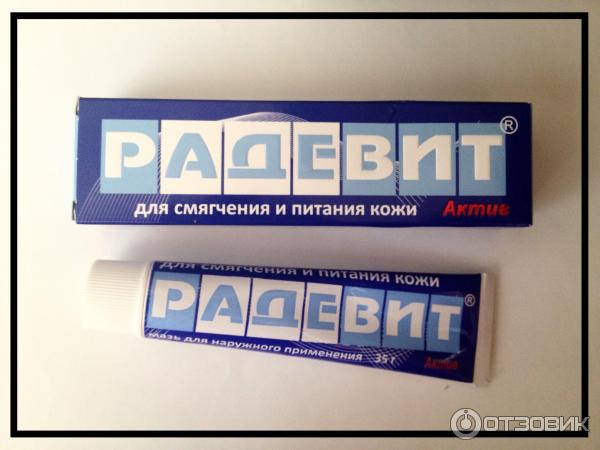 РАДЕВИТ®
для смягчения и питания кожи Актив
для смягчения и питания кожи
РАДЕВИТ®
мазь для наружного применения 35 г Актив
ОТЗОВИК